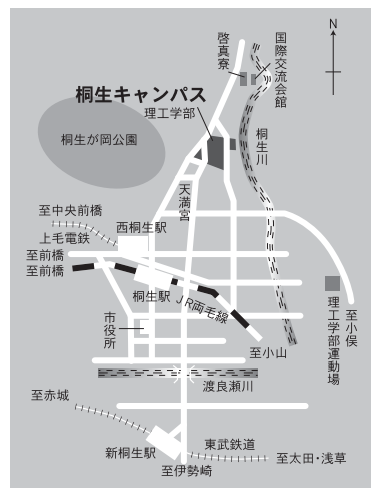 N
国際交流会館
啓真寮
桐生キャンパス
理工学部
桐生川
桐生が岡公園
天満宮
至中央前橋
西桐生駅
上毛電鉄
至前橋
至前橋
桐生駅
JR両毛線
市役所
理工学部運動場
至小俣
至小山
渡良瀬川
至赤城
東武鉄道
新桐生駅
至太田・浅草
至伊勢崎